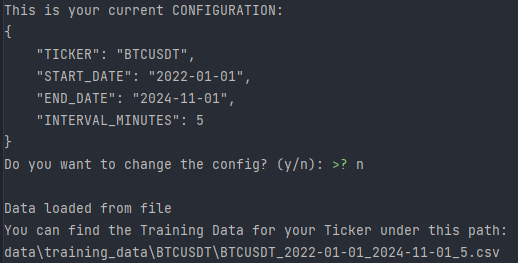 This is your current CONFIGURATION:
{
    "TICKER": "BTCUSDT",
    "START_DATE": "2022-01-01",
    "END_DATE": "2024-11-01",
    "INTERVAL_MINUTES": 5
}
Do you want to change the config? (y/n): >? n

Data loaded from file
You can find the Training Data for your Ticker under this path:
data\training_data\BTCUSDT\BTCUSDT_2022-01-01_2024-11-01_5.csv